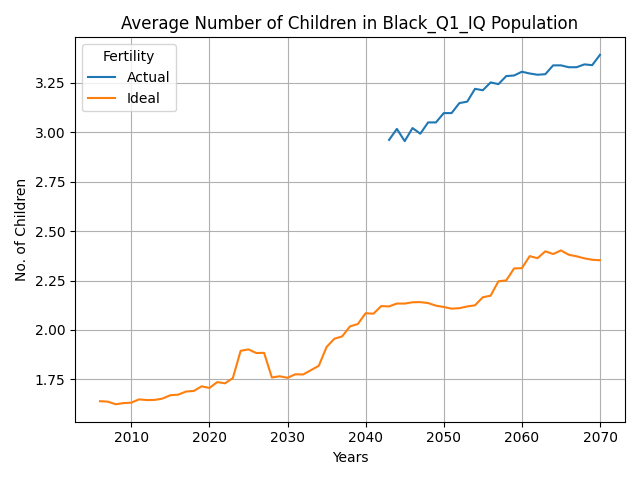 Average Number of Children in Black_Q1_IQ Population
Fertility
Actual
Ideal
No. of Children
3.25
3.00
2.75
2.50
2.25
2.00
1.75
2010 2020 2030 2040 2050 2060 2070
Years